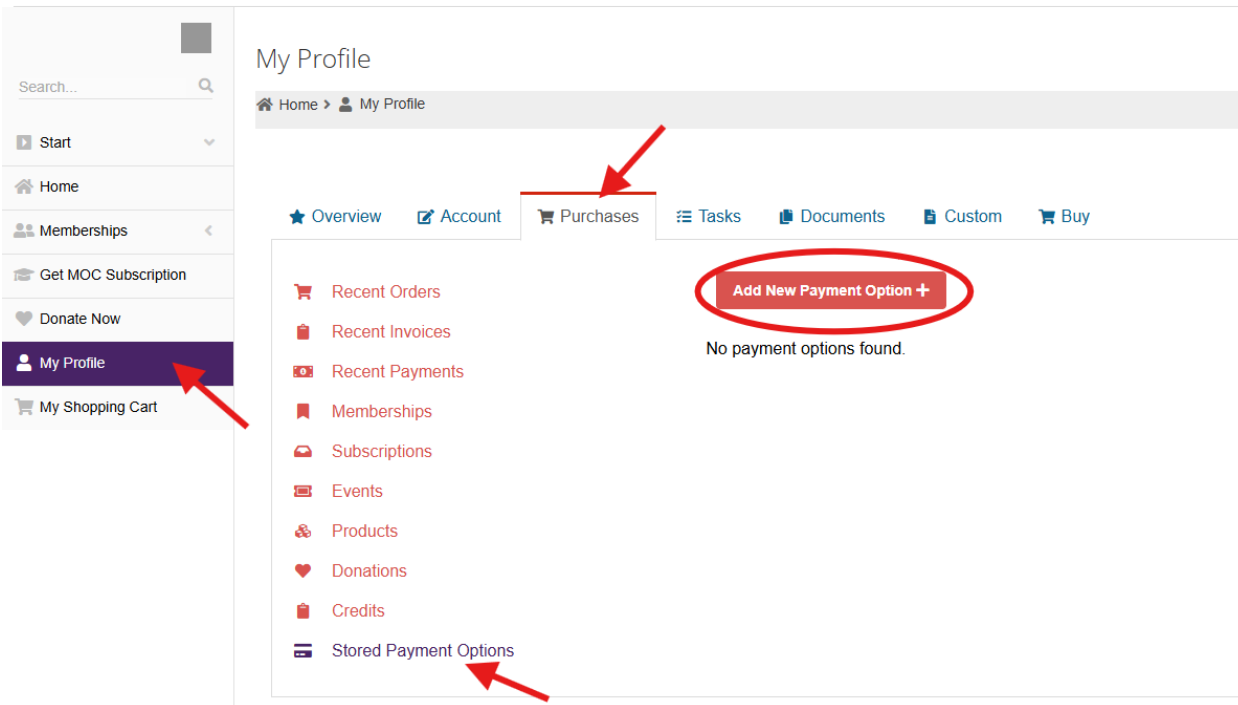 My Profile
Search...
Home > My Profile
Start
Home
Memberships
Get MOC Subscription
Donate Now
My Profile
My Shopping Cart
Overview
Account
Purchases
Tasks
Documents
Custom
Buy
Recent Orders
Recent Invoices
Recent Payments
Memberships
Subscriptions
Events
Products
Donations
Credits
Stored Payment Options
Add New Payment Option +
No payment options found.